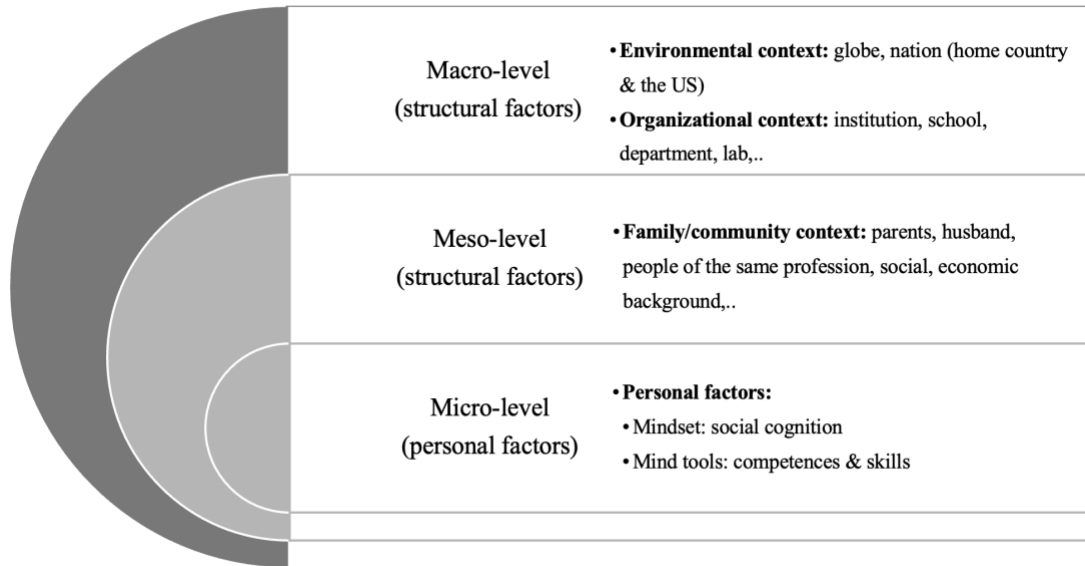 Macro-level
(structural factors)
• Environmental context: globe, nation (home country
& the US)
• Organizational context: institution, school,
department, lab,..
Meso-level
(structural factors)
• Family/community context: parents, husband,
people of the same profession, social, economic
background,..
Micro-level
(personal factors)
• Personal factors:
• Mindset: social cognition
• Mind tools: competences & skills